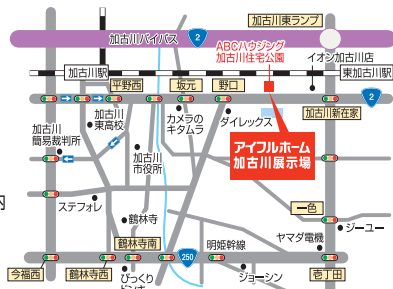 加古川東ランプ
加古川バイパス
2
ABCハウジング
加古川住宅公園
イオン加古川店
加古川駅
東加古川駅
平野西
坂元
野口
2
加古川
東高校
カメラの
キタムラ
ダイレックス
加古川新在家
加古川
簡易裁判所
アイフルホーム
加古川展示場
加古川
市役所
内
ステフォレ
一色
鶴林寺
ジーユー
鶴林寺南
明姫幹線
ヤマダ電機
250
今福西
鶴林寺西
びっくり
ドンキー
ジョーシン
壱丁田